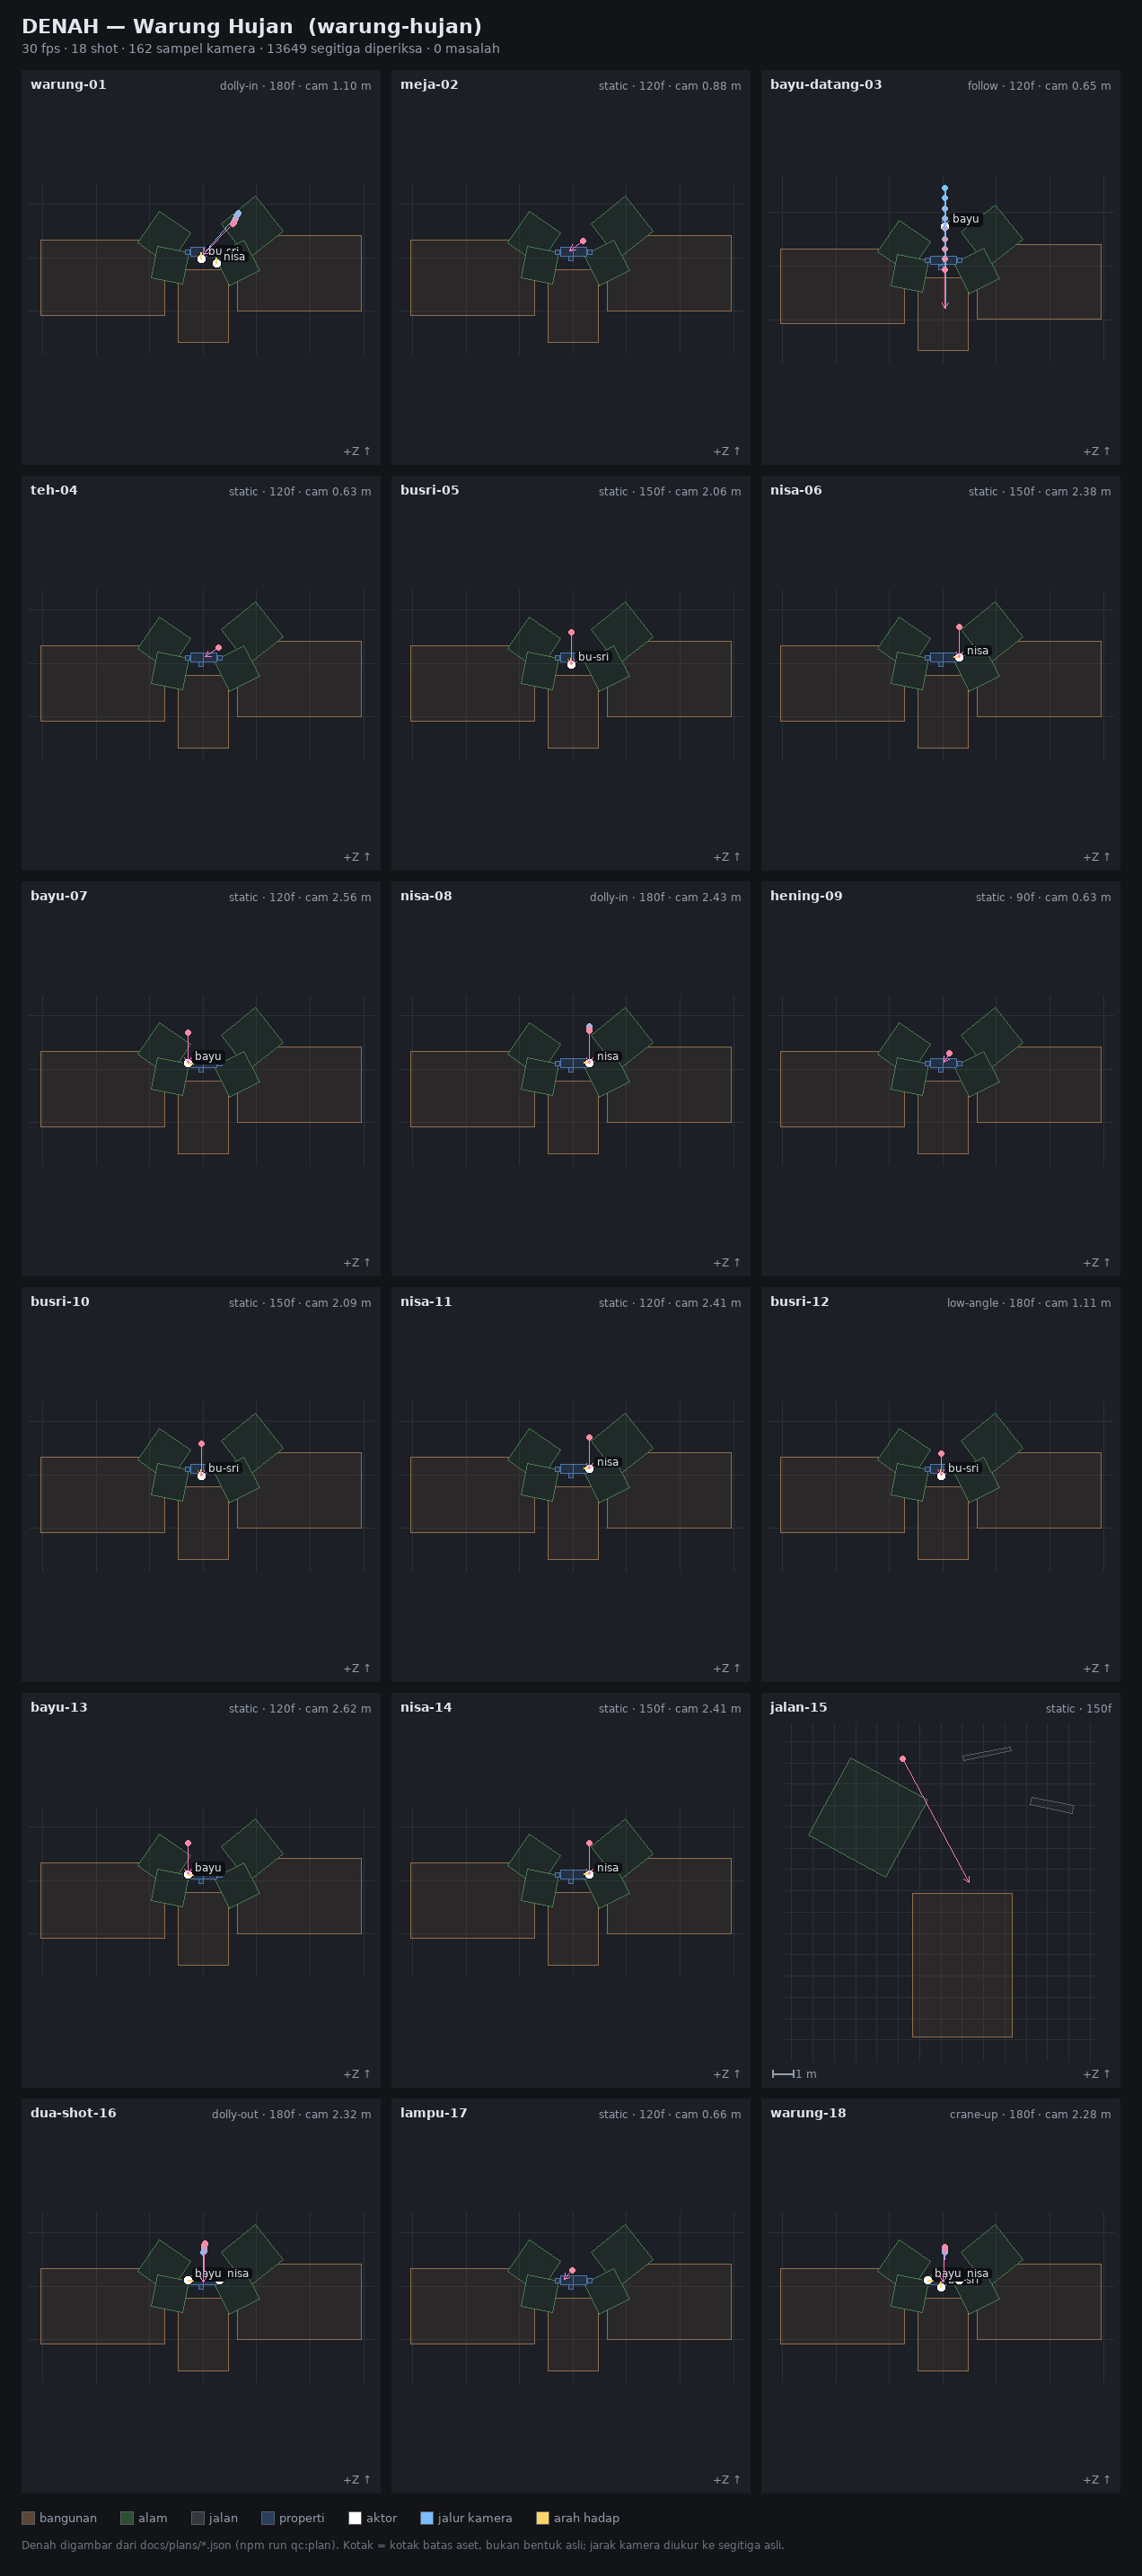 DENAH — Warung Hujan (warung-hujan)
30 fps · 18 shot · 162 sampel kamera · 13649 segitiga diperiksa · 0 masalah
warung-01 dolly-in · 180f · cam 1.10 m
bu-sri
nisa
+Z ↑
meja-02 static · 120f · cam 0.88 m
+Z ↑
bayu-datang-03 follow · 120f · cam 0.65 m
bayu
+Z ↑
teh-04 static · 120f · cam 0.63 m
+Z ↑
busri-05 static · 150f · cam 2.06 m
bu-sri
+Z ↑
nisa-06 static · 150f · cam 2.38 m
nisa
+Z ↑
bayu-07 static · 120f · cam 2.56 m
bayu
+Z ↑
nisa-08 dolly-in · 180f · cam 2.43 m
nisa
+Z ↑
hening-09 static · 90f · cam 0.63 m
+Z ↑
busri-10 static · 150f · cam 2.09 m
bu-sri
+Z ↑
nisa-11 static · 120f · cam 2.41 m
nisa
+Z ↑
busri-12 low-angle · 180f · cam 1.11 m
bu-sri
+Z ↑
bayu-13 static · 120f · cam 2.62 m
bayu
+Z ↑
nisa-14 static · 150f · cam 2.41 m
nisa
+Z ↑
jalan-15 static · 150f
1 m
+Z ↑
dua-shot-16 dolly-out · 180f · cam 2.32 m
bayu nisa
+Z ↑
lampu-17 static · 120f · cam 0.66 m
+Z ↑
warung-18 crane-up · 180f · cam 2.28 m
bayu nisa
+Z ↑
bangunan alam jalan properti aktor jalur kamera arah hadap
Denah digambar dari docs/plans/*.json (npm run qc:plan). Kotak = kotak batas aset, bukan bentuk asli; jarak kamera diukur ke segitiga asli.